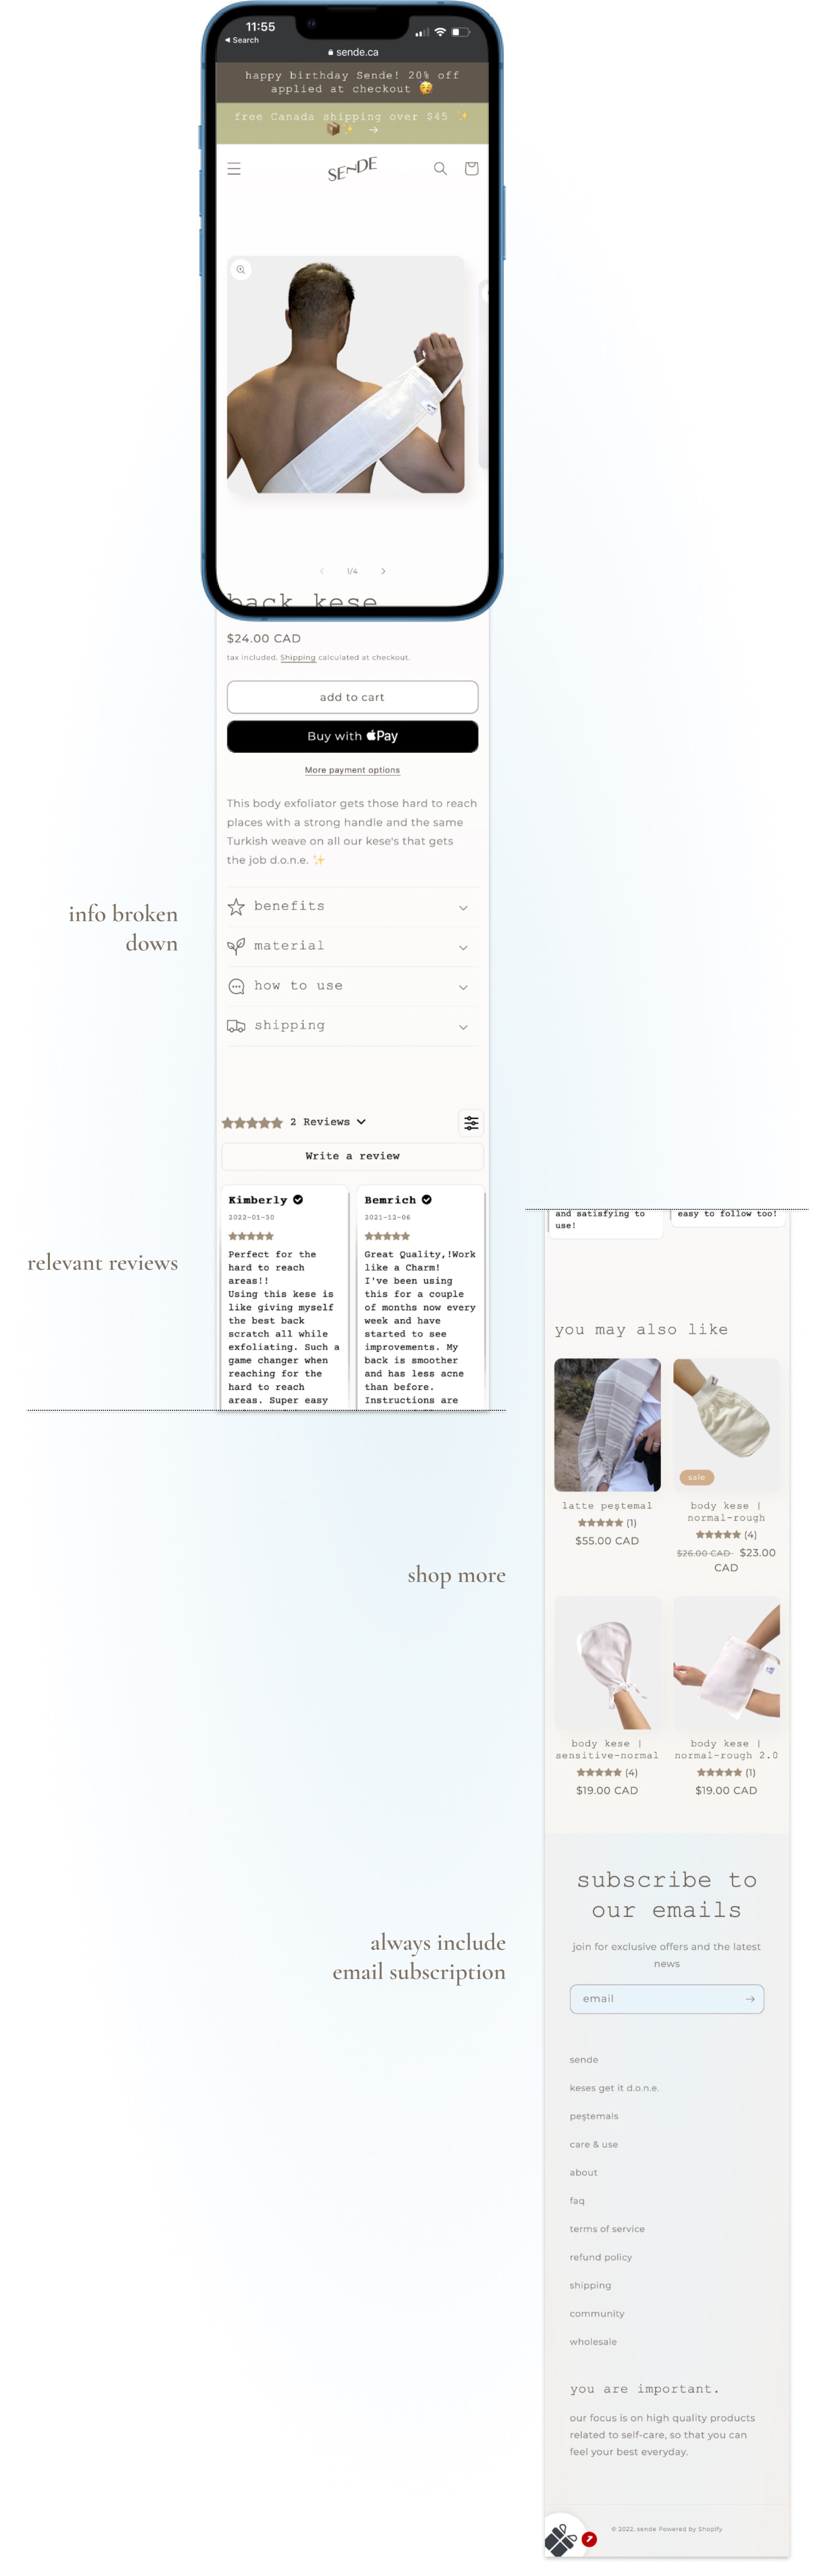 11:55
◀ Search
sende.ca
happy birthday Sende! 20% off
applied at checkout 🥳
free Canada shipping over $45 ✨
📦✨ →
SENDE
1/4
back kese
$24.00 CAD
tax included. Shipping calculated at checkout.
add to cart
Buy with Pay
More payment options
This body exfoliator gets those hard to reach
places with a strong handle and the same
Turkish weave on all our kese's that gets
the job d.o.n.e. ✨
info broken
down
benefits
material
how to use
shipping
2 Reviews
Write a review
relevant reviews
Kimberly
2022-01-30
Perfect for the
hard to reach
areas!!
Using this kese is
like giving myself
the best back
scratch all while
exfoliating. Such a
game changer when
reaching for the
hard to reach
areas. Super easy
Bemrich
2021-12-06
Great Quality,!Work
like a Charm!
I've been using
this for a couple
of months now every
week and have
started to see
improvements. My
back is smoother
and has less acne
than before.
Instructions are
and satisfying to
use!
easy to follow too!
shop more
you may also like
latte peştemal
(1)
$55.00 CAD
sale
body kese |
normal-rough
(4)
$26.00 CAD $23.00
CAD
body kese |
sensitive-normal
(4)
$19.00 CAD
body kese |
normal-rough 2.0
(1)
$19.00 CAD
always include
email subscription
subscribe to
our emails
join for exclusive offers and the latest
news
email
sende
keses get it d.o.n.e.
peştemals
care & use
about
faq
terms of service
refund policy
shipping
community
wholesale
you are important.
our focus is on high quality products
related to self-care, so that you can
feel your best everyday.
© 2022, sende Powered by Shopify